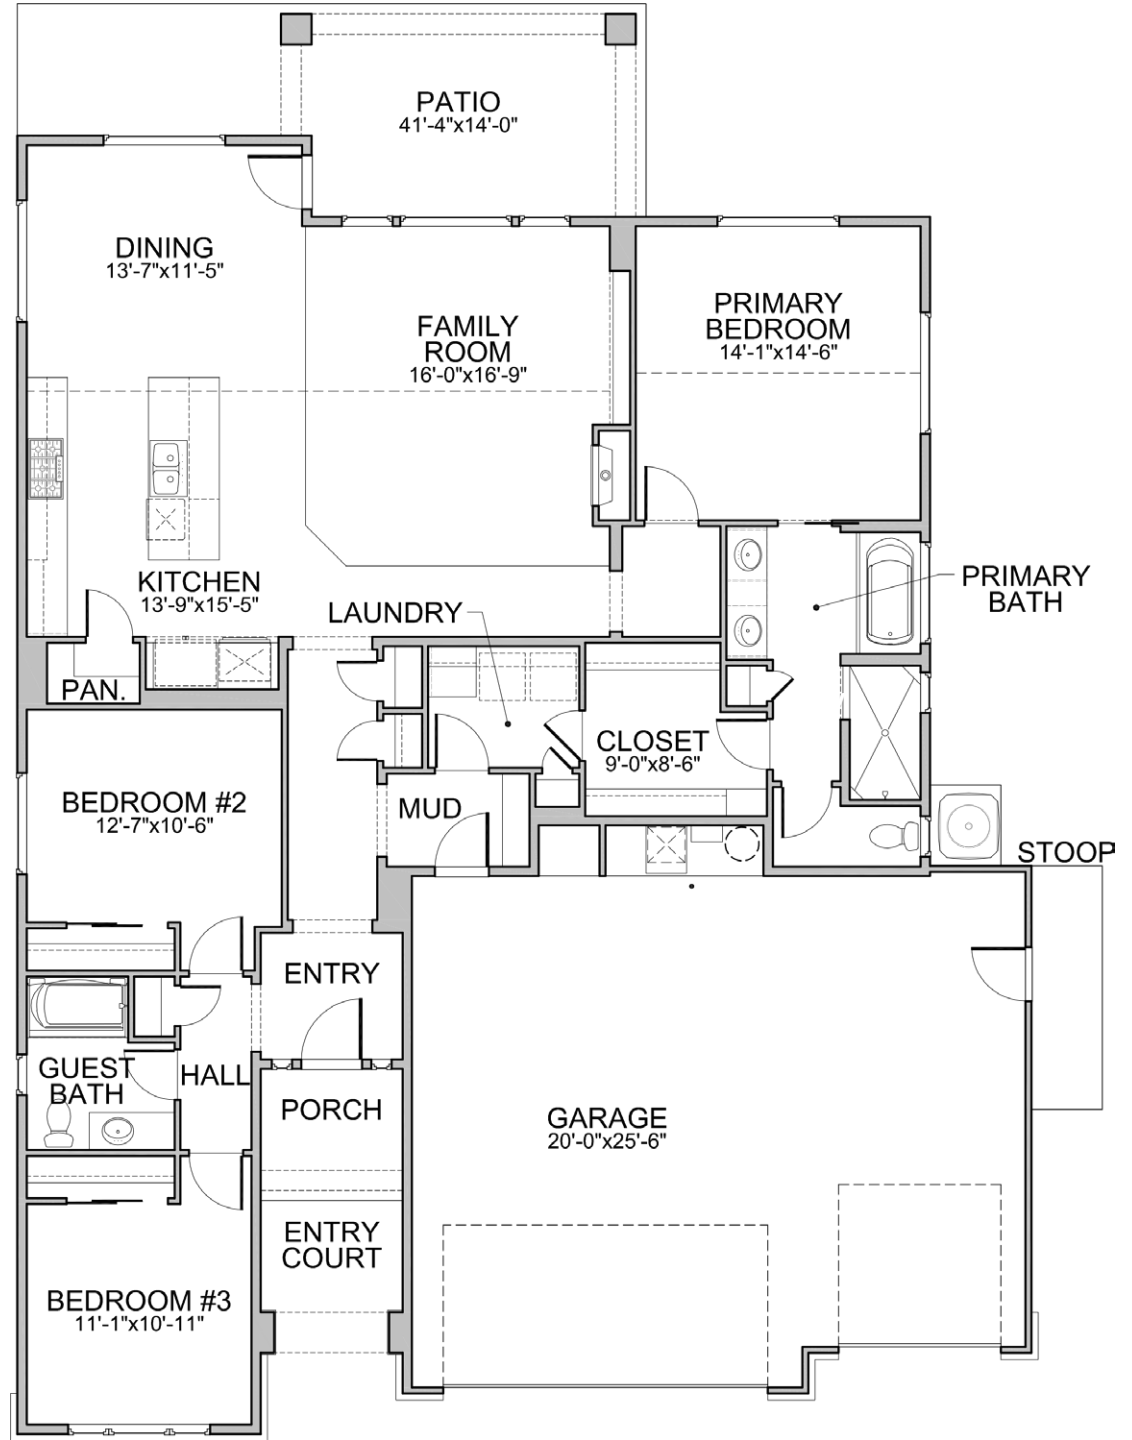 PATIO
41'-4"x14'-0"
DINING
13'-7"x11'-5"
FAMILY
ROOM
16'-0"x16'-9"
PRIMARY
BEDROOM
14'-1"x14'-6"
KITCHEN
13'-9"x15'-5"
LAUNDRY
PRIMARY
BATH
PAN.
CLOSET
9'-0"x8'-6"
BEDROOM #2
12'-7"x10'-6"
MUD
STOOP
ENTRY
GUEST
BATH
HALL
PORCH
GARAGE
20'-0"x25'-6"
ENTRY
COURT
BEDROOM #3
11'-1"x10'-11"